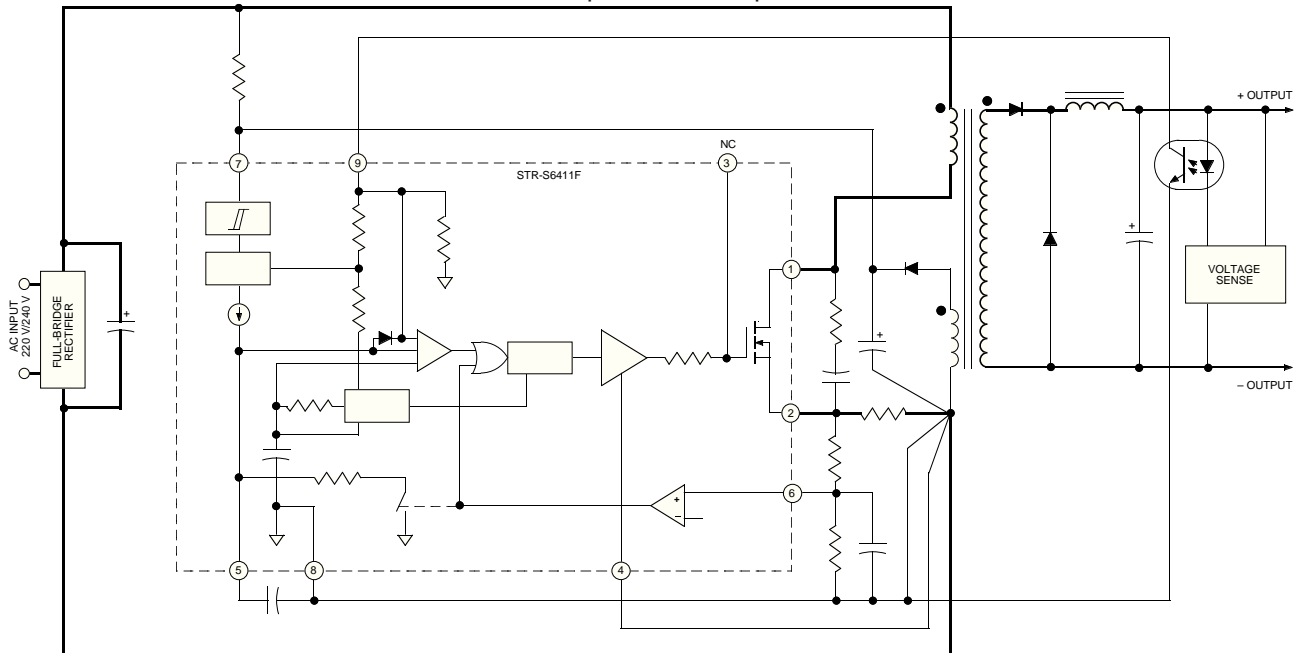 NC
3
7
9
STR-S6411F
+ OUTPUT
1
+
+
AC INPUT
220 V/240 V
FULL-BRIDGE
RECTIFIER
+
VOLTAGE
SENSE
– OUTPUT
2
6
+
–
5
8
4